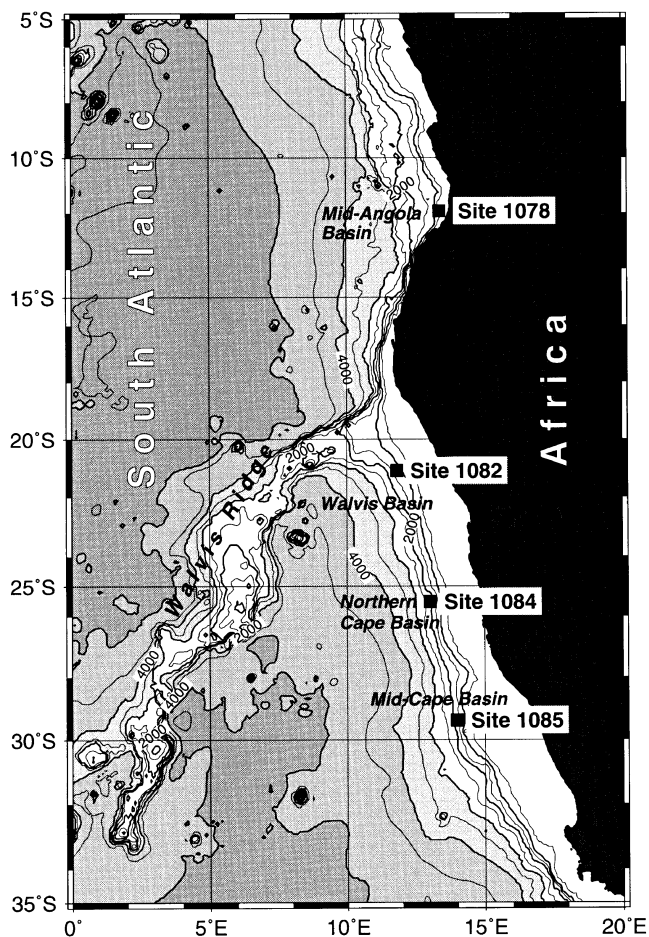 5°S
10°S
2000
Mid-Angola
Basin
Site 1078
South Atlantic
15°S
Africa
4000
20°S
2000
Site 1082
Walvis Ridge
Walvis Basin
2000
4000
25°S
Northern
Cape Basin
Site 1084
2000
4000
4000
Mid-Cape Basin
Site 1085
2000
30°S
35°S
0°
5°E
10°E
15°E
20°E